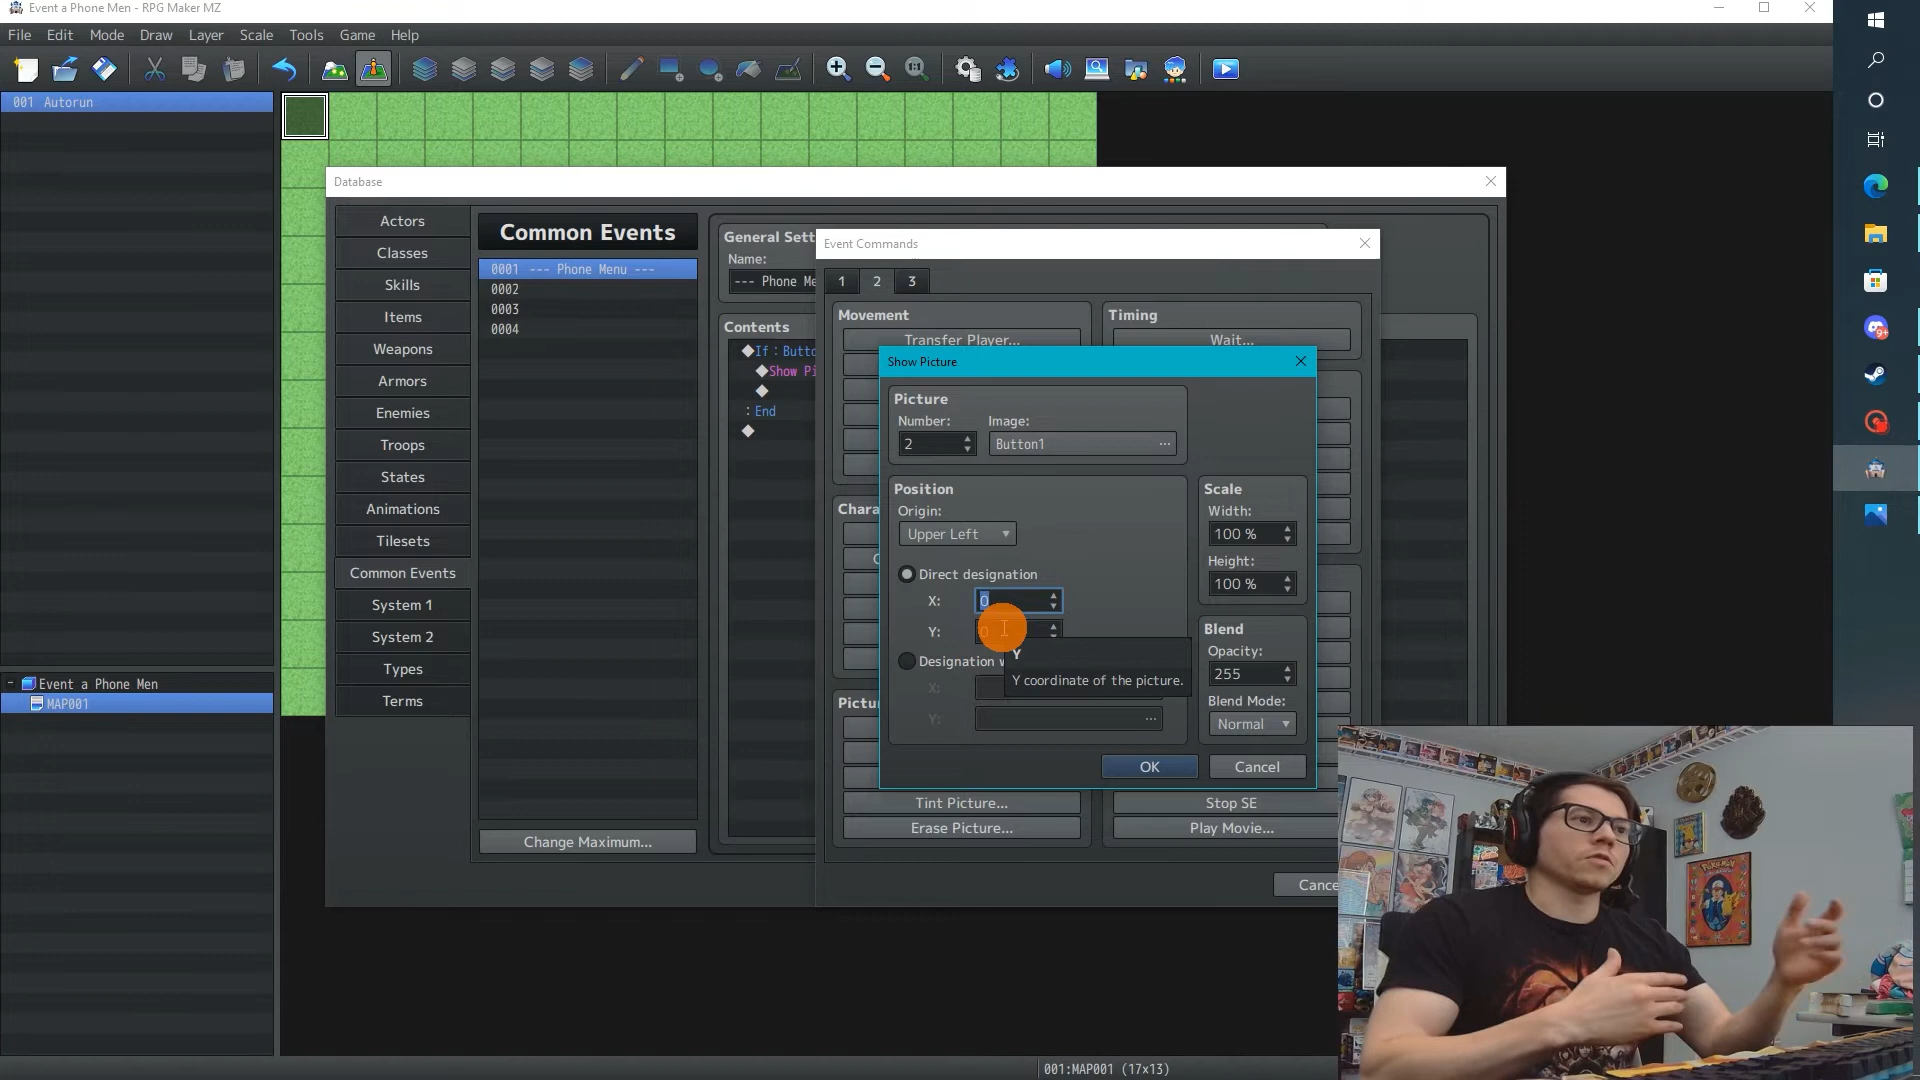 Event a Phone Men - RPG Maker MZ
File Edit Mode Draw Layer Scale Tools Game Help
001 Autorun
Database
Actors
Classes
Skills
Items
Weapons
Armors
Enemies
Troops
States
Animations
Tilesets
Common Events
System 1
System 2
Types
Terms
Common Events
0001 --- Phone Menu ---
0002
0003
0004
Change Maximum...
General Sett
Name:
--- Phone Me
Contents
◆If : Butto
◆Show Pi
◆
: End
◆
Event Commands
1 2 3
Movement
Transfer Player...
Timing
Wait...
Chara
C
Pictu
Tint Picture...
Erase Picture...
Stop SE
Play Movie...
Cance
Show Picture
Picture
Number: Image:
2 Button1 ...
Position
Origin:
Upper Left
Direct designation
X: 0
Y: 0
Designation w
X:
Y: ...
Y
Y coordinate of the picture.
Scale
Width:
100 %
Height:
100 %
Blend
Opacity:
255
Blend Mode:
Normal
OK Cancel
Event a Phone Men
MAP001
001:MAP001 (17x13)
9+
1:1
POKEMON